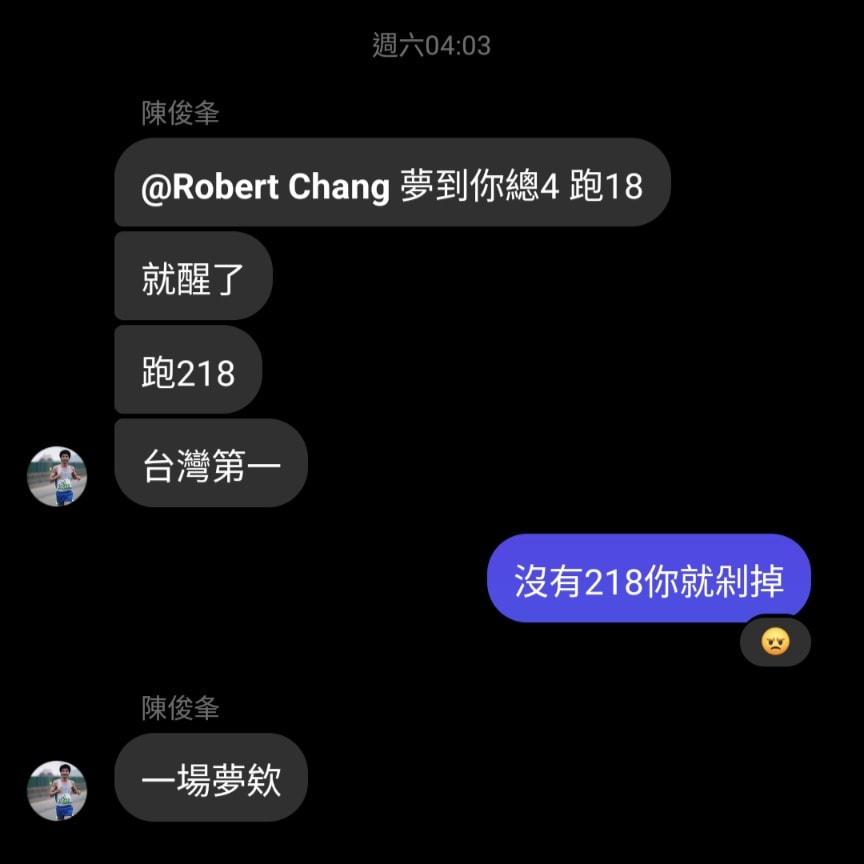 週六04:03
陳俊夆
@Robert Chang 夢到你總4 跑18
就醒了
跑218
台灣第一
沒有218你就剁掉
陳俊夆
一場夢欸